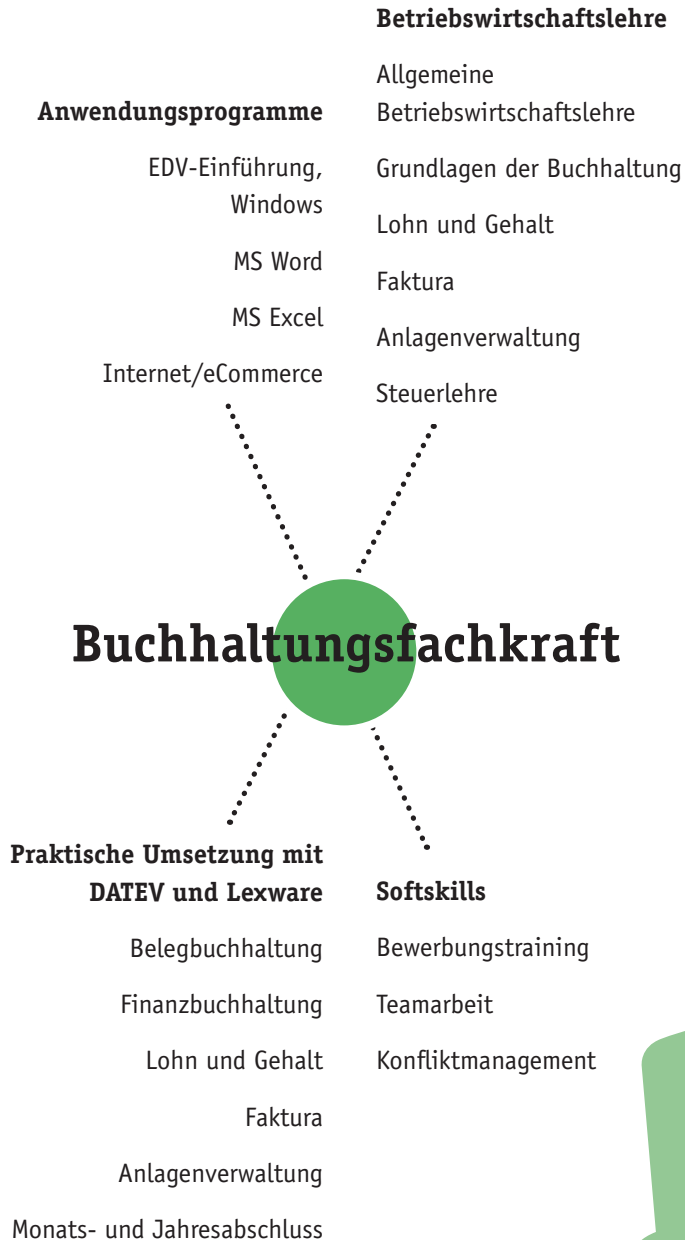 Anwendungsprogramme
EDV-Einführung,
Windows
MS Word
MS Excel
Internet/eCommerce
Betriebswirtschaftslehre
Allgemeine
Betriebswirtschaftslehre
Grundlagen der Buchhaltung
Lohn und Gehalt
Faktura
Anlagenverwaltung
Steuerlehre
Buchhaltungsfachkraft
Praktische Umsetzung mit
DATEV und Lexware
Belegbuchhaltung
Finanzbuchhaltung
Lohn und Gehalt
Faktura
Anlagenverwaltung
Monats- und Jahresabschluss
Softskills
Bewerbungstraining
Teamarbeit
Konfliktmanagement